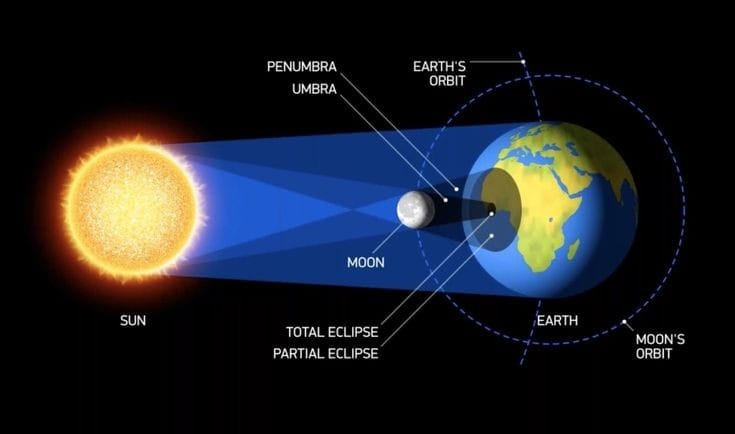 PENUMBRA
UMBRA
EARTH'S
ORBIT
MOON
SUN
TOTAL ECLIPSE
PARTIAL ECLIPSE
EARTH
MOON'S
ORBIT